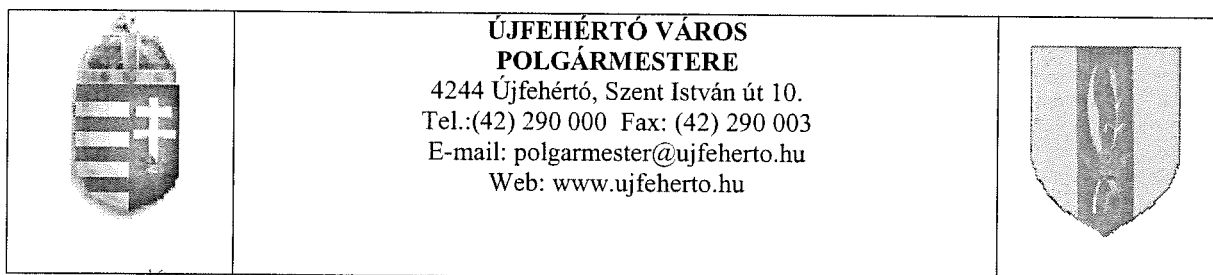 ÚJFEHÉRTÓ VÁROS
POLGÁRMESTERE
4244 Újfehértó, Szent István út 10.
Tel.:(42) 290 000 Fax: (42) 290 003
E-mail: polgarmester@ujfeherto.hu
Web: www.ujfeherto.hu